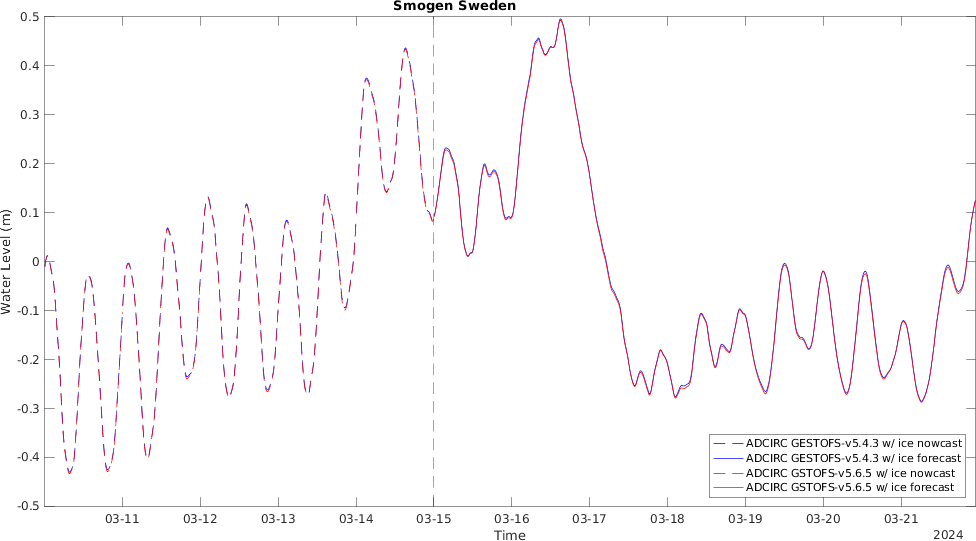 Smogen Sweden
0.5
0.4
0.3
0.2
0.1
0
-0.1
-0.2
-0.3
-0.4
-0.5
Water Level (m)
ADCIRC GESTOFS-v5.4.3 w/ ice nowcast
ADCIRC GESTOFS-v5.4.3 w/ ice forecast
ADCIRC GSTOFS-v5.6.5 w/ ice nowcast
ADCIRC GSTOFS-v5.6.5 w/ ice forecast
03-11 03-12 03-13 03-14 03-15 03-16 03-17 03-18 03-19 03-20 03-21
Time
2024